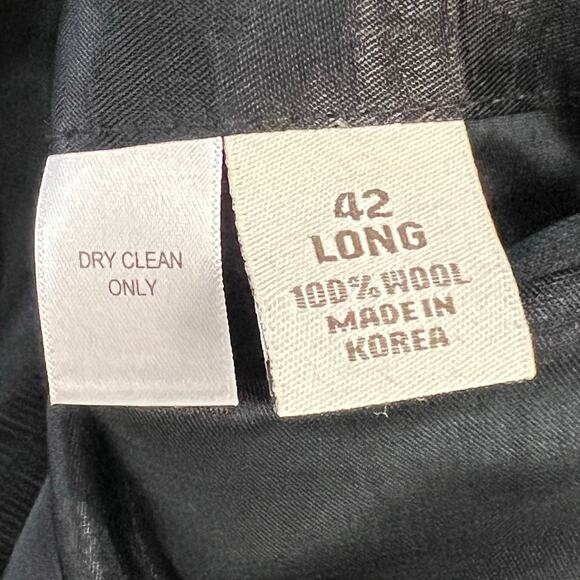 DRY CLEAN
ONLY
42
LONG
100% WOOL
MADE IN
KOREA